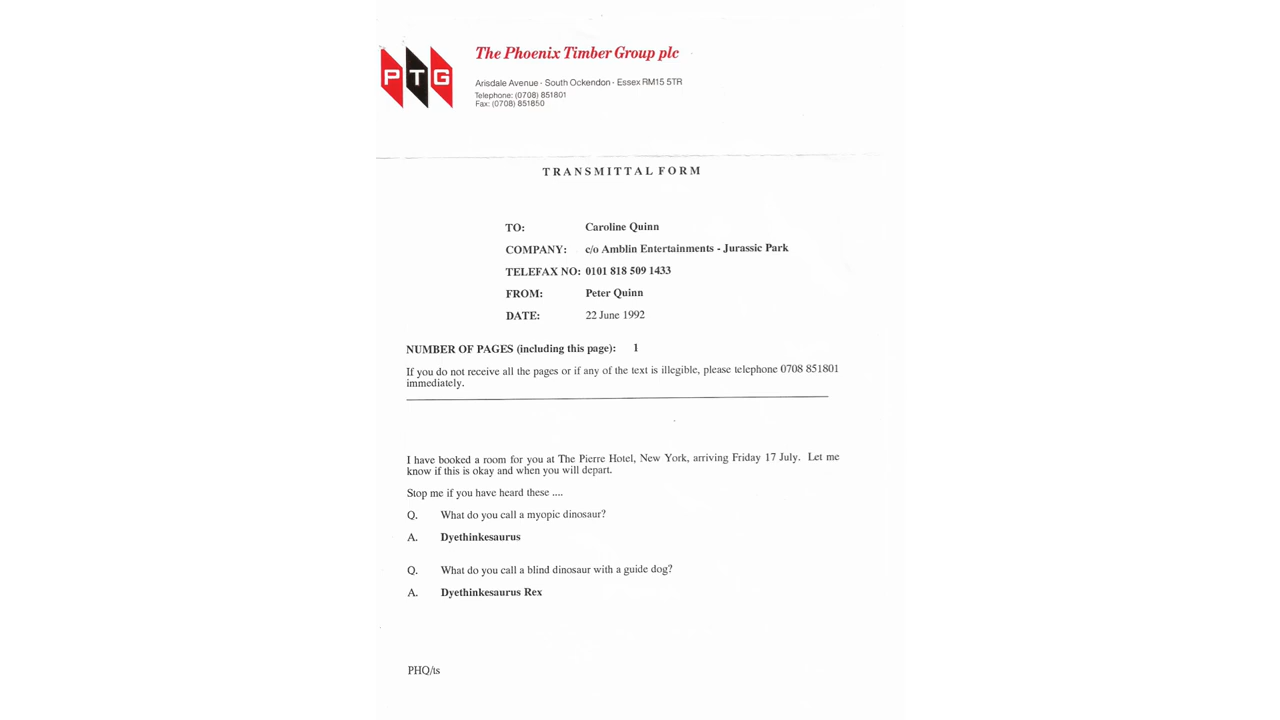 PTG
The Phoenix Timber Group plc
Arisdale Avenue · South Ockendon · Essex RM15 5TR
Telephone: (0708) 851801
Fax: (0708) 851850
TRANSMITTAL FORM
TO: Caroline Quinn
COMPANY: c/o Amblin Entertainments - Jurassic Park
TELEFAX NO: 0101 818 509 1433
FROM: Peter Quinn
DATE: 22 June 1992
NUMBER OF PAGES (including this page): 1
If you do not receive all the pages or if any of the text is illegible, please telephone 0708 851801
immediately.
I have booked a room for you at The Pierre Hotel, New York, arriving Friday 17 July. Let me
know if this is okay and when you will depart.
Stop me if you have heard these ....
Q. What do you call a myopic dinosaur?
A. Dyethinkesaurus
Q. What do you call a blind dinosaur with a guide dog?
A. Dyethinkesaurus Rex
PHQ/ts